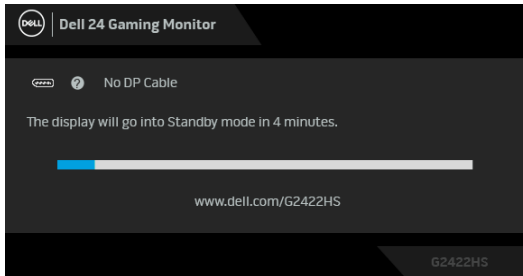 DELL Dell 24 Gaming Monitor
? No DP Cable
The display will go into Standby mode in 4 minutes.
www.dell.com/G2422HS
G2422HS